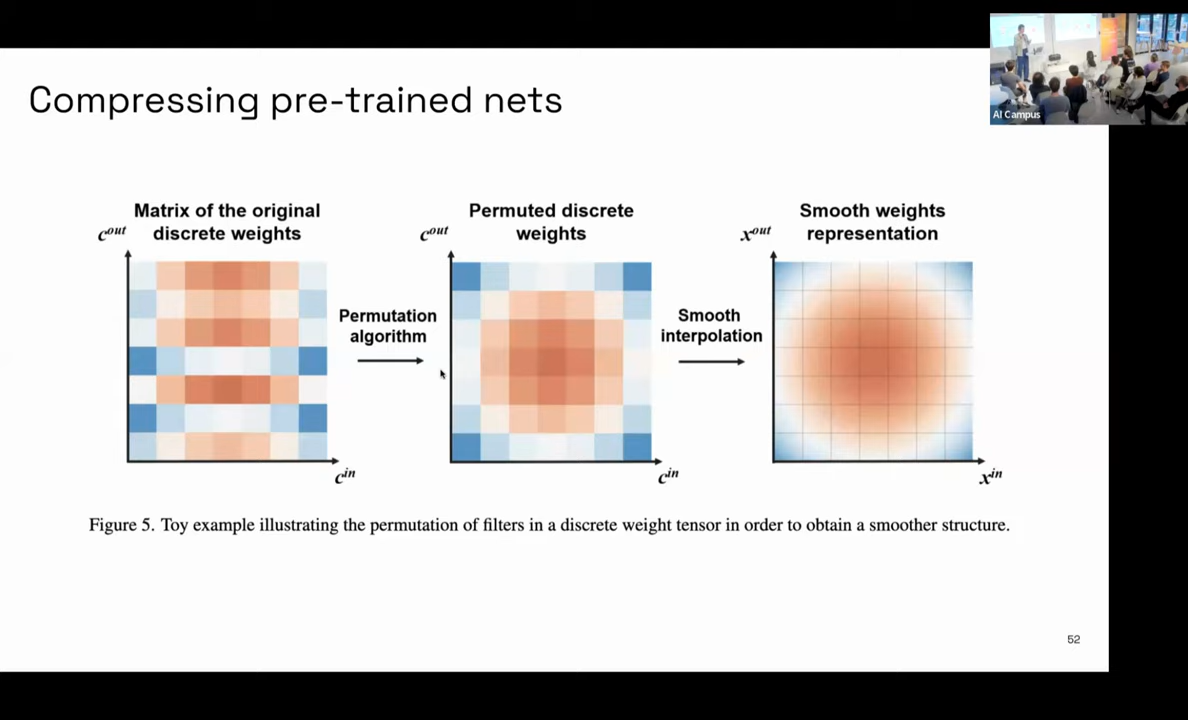 Compressing pre-trained nets
AI Campus
Matrix of the original
discrete weights
c^out
Permutation
algorithm
c^in
Permuted discrete
weights
c^out
Smooth
interpolation
c^in
Smooth weights
representation
x^out
x^in
Figure 5. Toy example illustrating the permutation of filters in a discrete weight tensor in order to obtain a smoother structure.
52